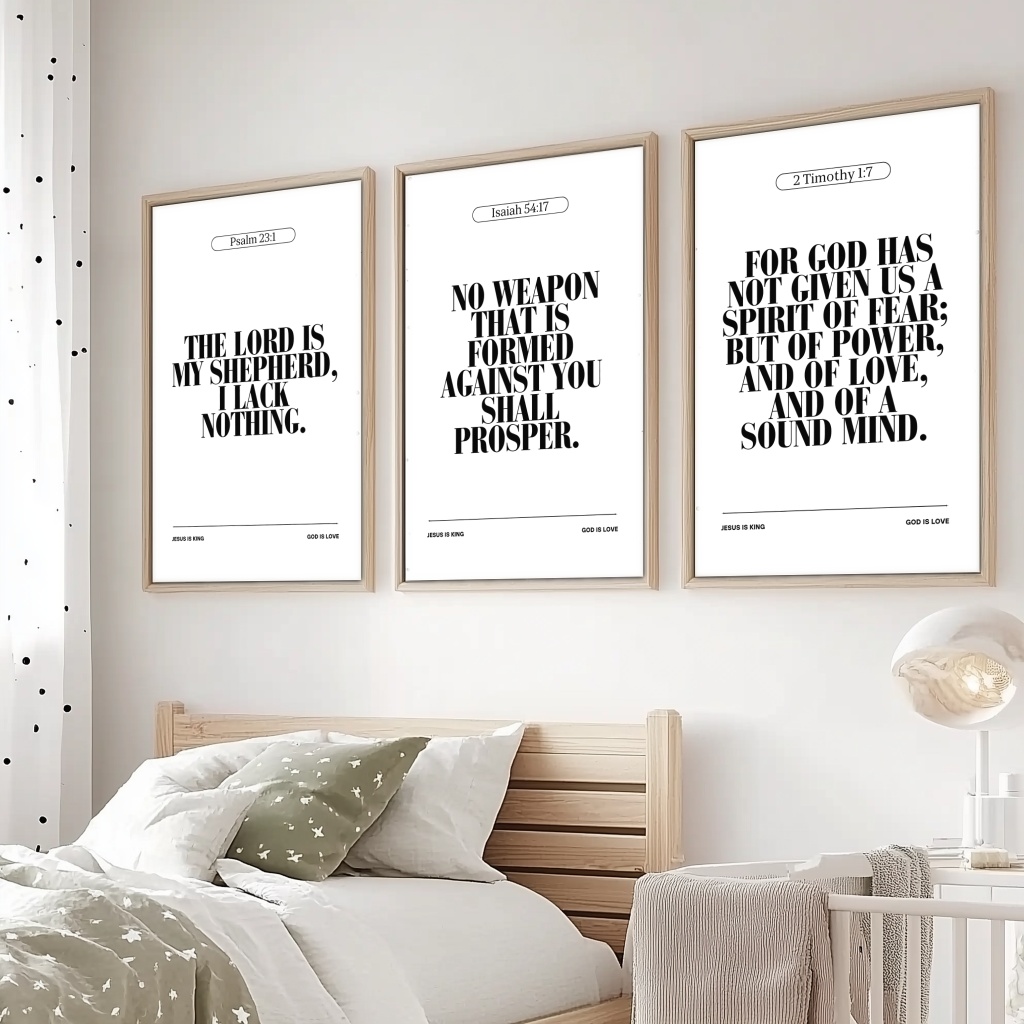 Psalm 23:1
THE LORD IS
MY SHEPHERD,
I LACK
NOTHING.
JESUS IS KING
GOD IS LOVE
Isaiah 54:17
NO WEAPON
THAT IS
FORMED
AGAINST YOU
SHALL
PROSPER.
JESUS IS KING
GOD IS LOVE
2 Timothy 1:7
FOR GOD HAS
NOT GIVEN US A
SPIRIT OF FEAR;
BUT OF POWER,
AND OF LOVE,
AND OF A
SOUND MIND.
JESUS IS KING
GOD IS LOVE